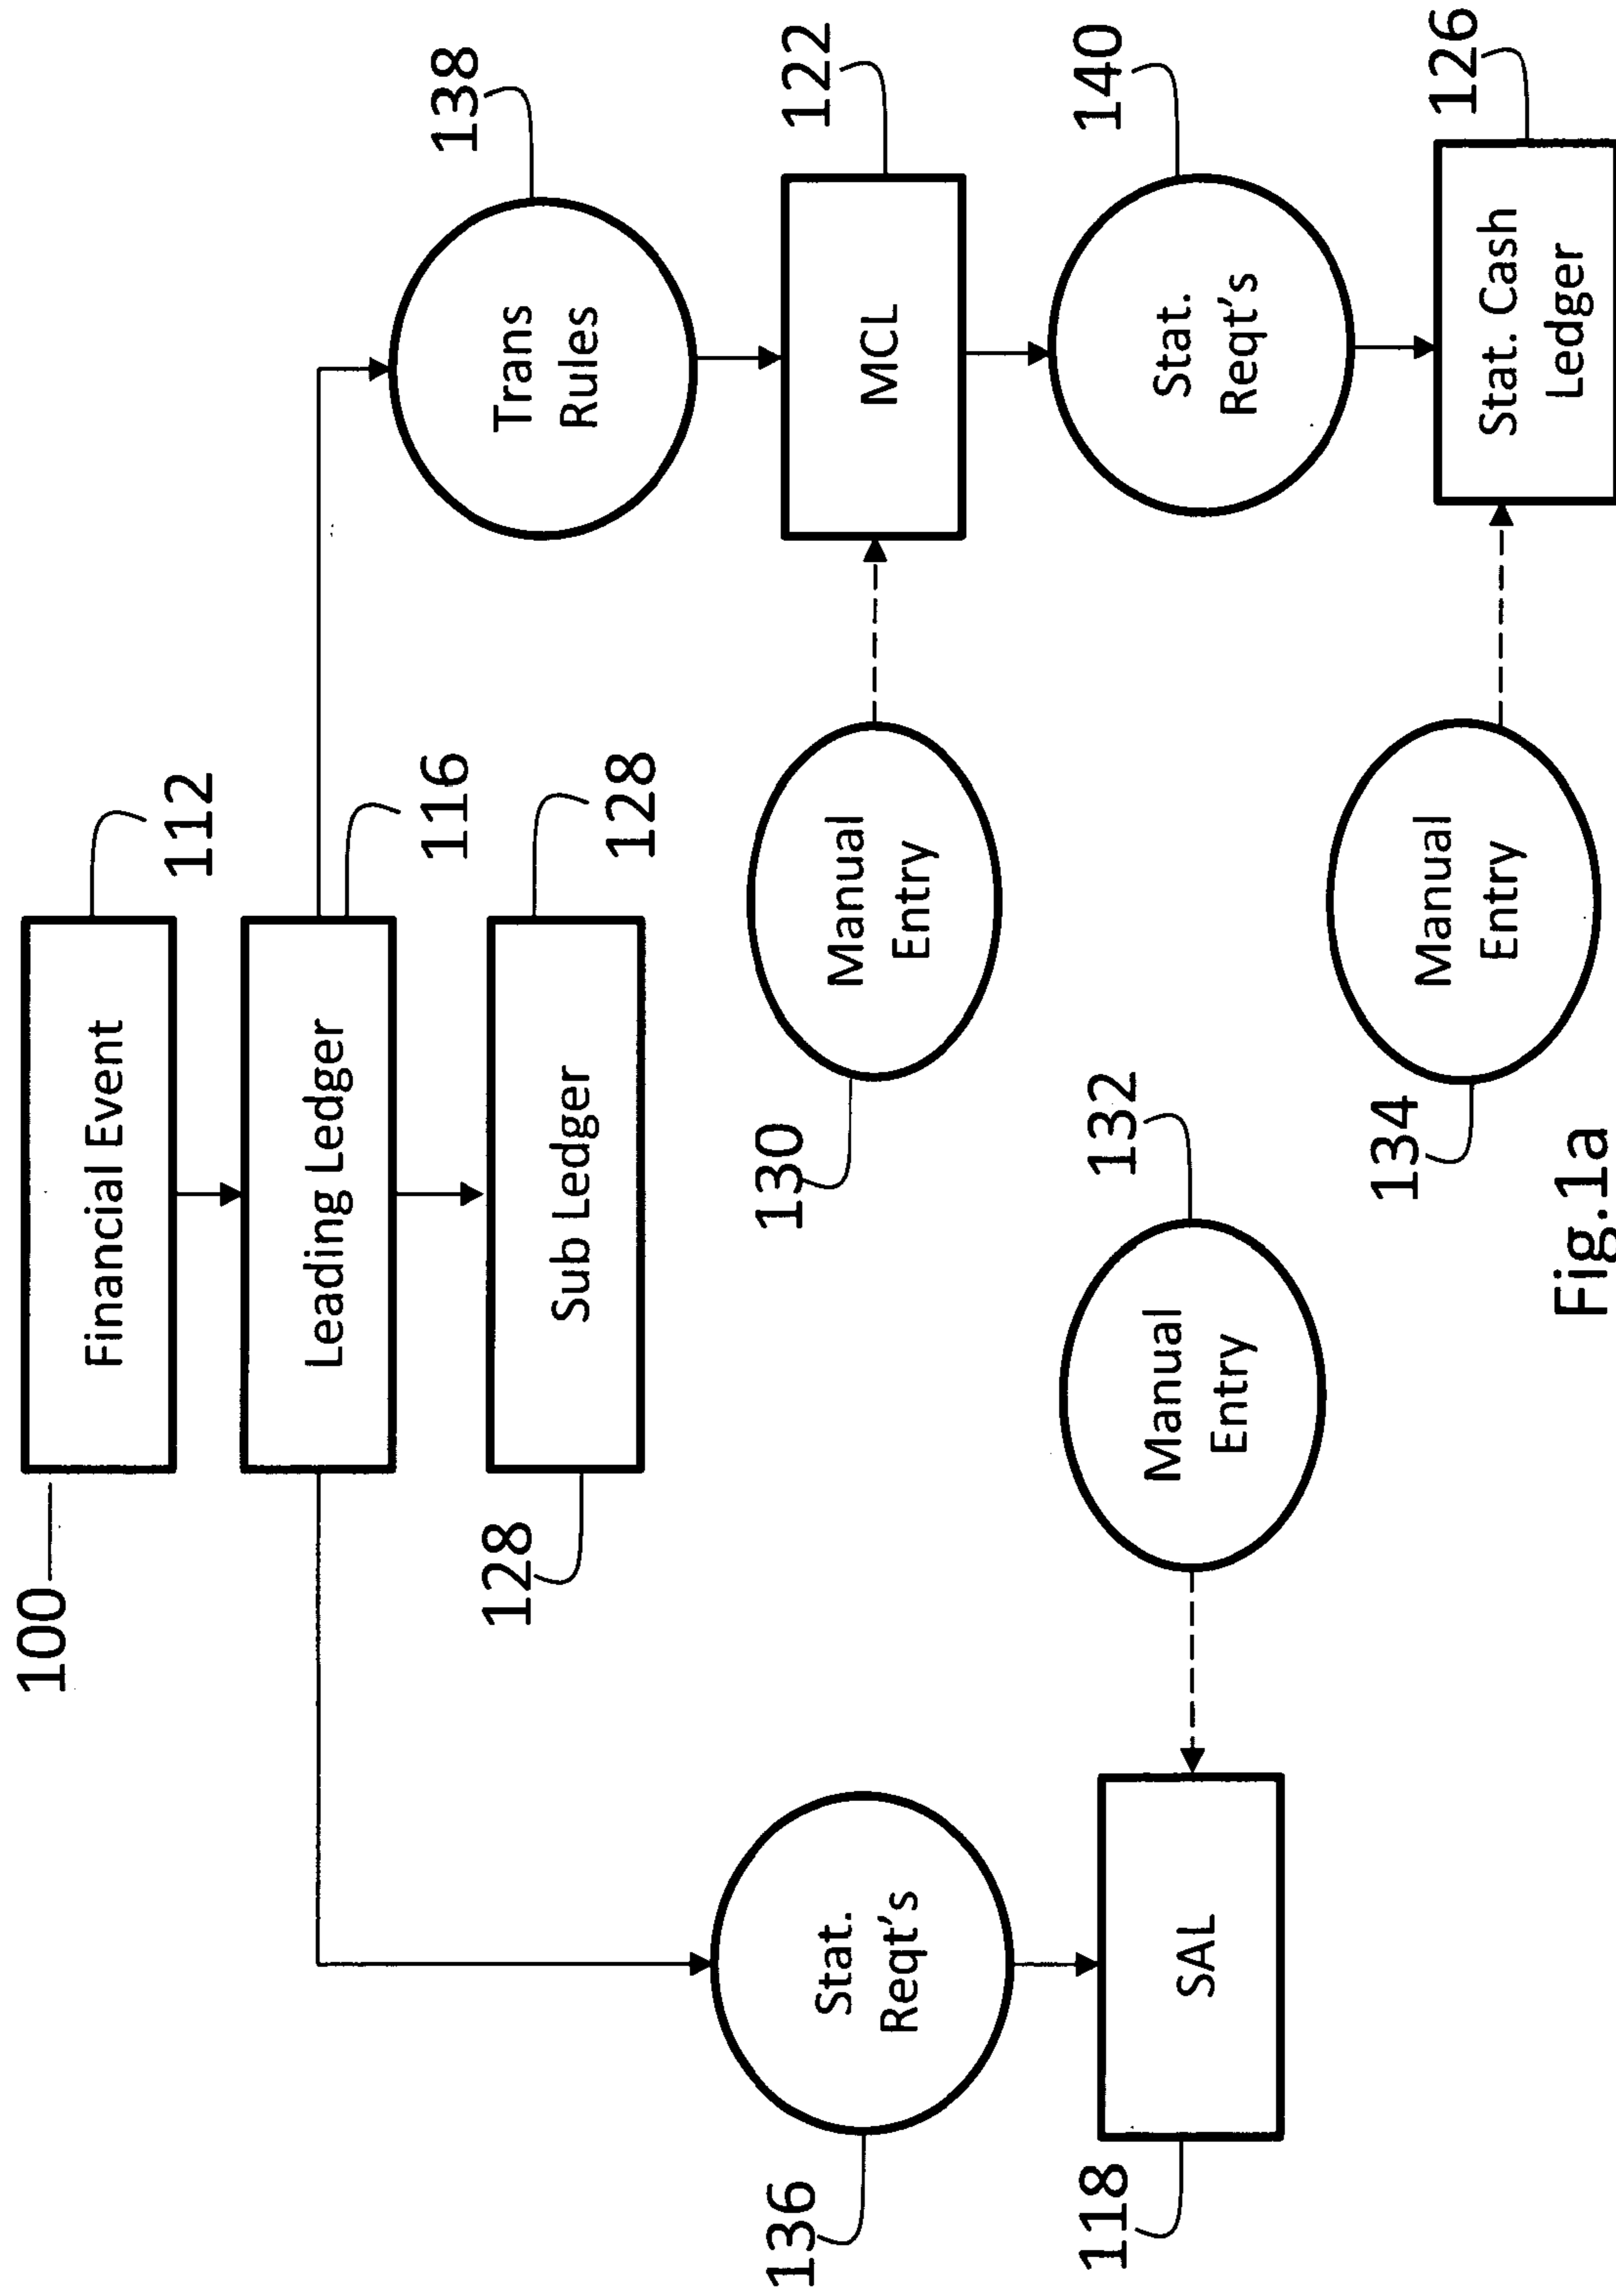 100
Financial Event
112
Leading Ledger
116
138
Trans
Rules
128
Sub Ledger
128
136
Stat.
Reqt's
130
Manual
Entry
MCL
122
118
SAL
Manual
Entry
132
Stat.
Reqt's
140
134
Manual
Entry
Stat. Cash
Ledger
126
Fig.1a